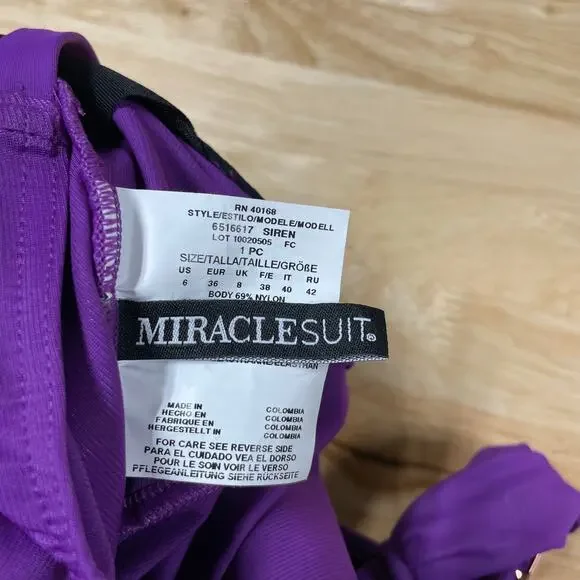 RN 40168
STYLE/ESTILO/MODELE/MODELL
6516617 SIREN
LOT 10020505 FC
1 PC
SIZE/TALLA/TAILLE/GRÖßE
US EUR UK F/E IT RU
6 36 8 38 40 42
BODY 69% NYLON
MIRACLESUIT®
MADE IN COLOMBIA
HECHO EN COLOMBIA
FABRIQUE EN COLOMBIA
HERGESTELLT IN COLOMBIA
FOR CARE SEE REVERSE SIDE
PARA EL CUIDADO VEA EL DORSO
POUR LE SOIN VOIR LE VERSO
PFLEGEANLEITUNG SIEHE RÜCKSEITE